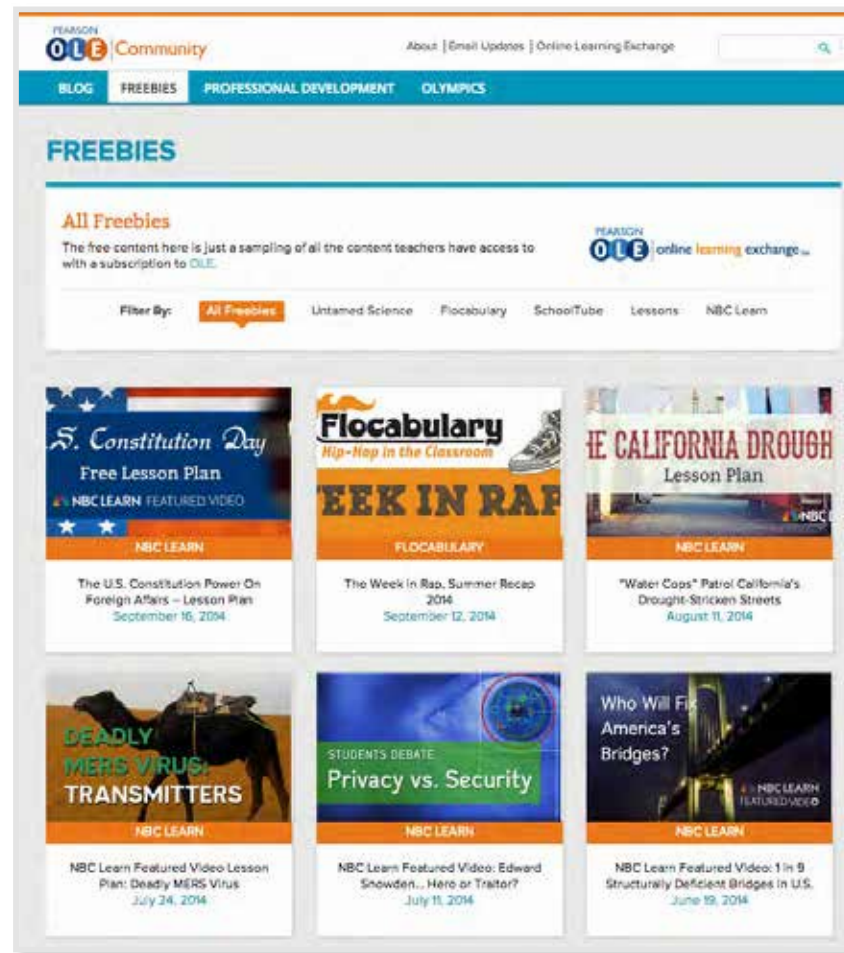 PEARSON
OLE Community
About | Email Updates | Online Learning Exchange
BLOG FREEBIES PROFESSIONAL DEVELOPMENT OLYMPICS
FREEBIES
All Freebies
The free content here is just a sampling of all the content teachers have access to
with a subscription to OLE.
PEARSON
OLE online learning exchange
Filter By: All Freebies Untamed Science Flocabulary SchoolTube Lessons NBC Learn
.S. Constitution Day
Free Lesson Plan
NBC LEARN FEATURED VIDEO
NBC LEARN
The U.S. Constitution Power On
Foreign Affairs – Lesson Plan
September 16, 2014
Flocabulary
Hip-Hop in the Classroom
EEK IN RAP
FLOCABULARY
The Week in Rap, Summer Recap
2014
September 12, 2014
HE CALIFORNIA DROUGH
Lesson Plan
NBC L
NBC LEARN
"Water Cops" Patrol California's
Drought-Stricken Streets
August 11, 2014
DEADLY
MERS VIRUS:
TRANSMITTERS
NBC LEARN
NBC Learn Featured Video Lesson
Plan: Deadly MERS Virus
July 24, 2014
STUDENTS DEBATE
Privacy vs. Security
NBC LEARN
NBC Learn Featured Video: Edward
Snowden... Hero or Traitor?
July 11, 2014
Who Will Fix
America's
Bridges?
NBC LEARN
FEATURED VIDEO
NBC LEARN
NBC Learn Featured Video: 1 in 9
Structurally Deficient Bridges in U.S.
June 19, 2014